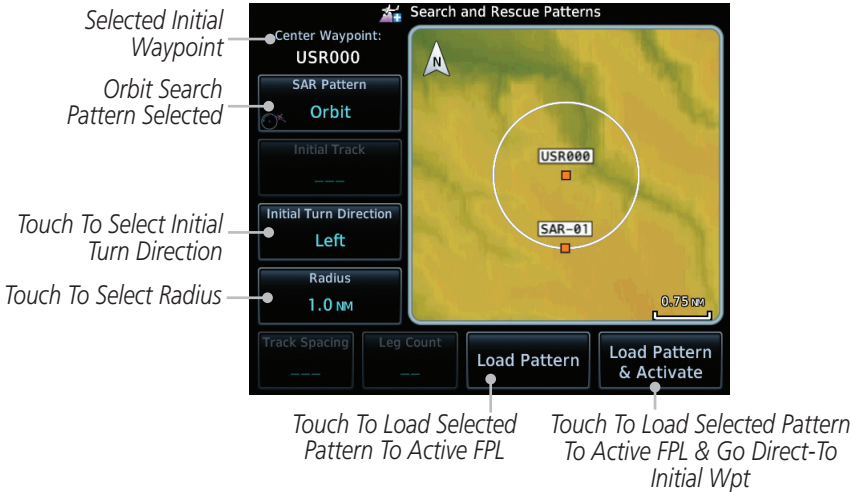 Search and Rescue Patterns
Selected Initial
Waypoint
Center Waypoint:
USR000
Orbit Search
Pattern Selected
SAR Pattern
Orbit
N
Initial Track
___
USR000
Touch To Select Initial
Turn Direction
Initial Turn Direction
Left
SAR-01
Touch To Select Radius
Radius
1.0 NM
0.75 NM
Track Spacing
___
Leg Count
__
Load Pattern
Load Pattern
& Activate
Touch To Load Selected
Pattern To Active FPL
Touch To Load Selected Pattern
To Active FPL & Go Direct-To
Initial Wpt